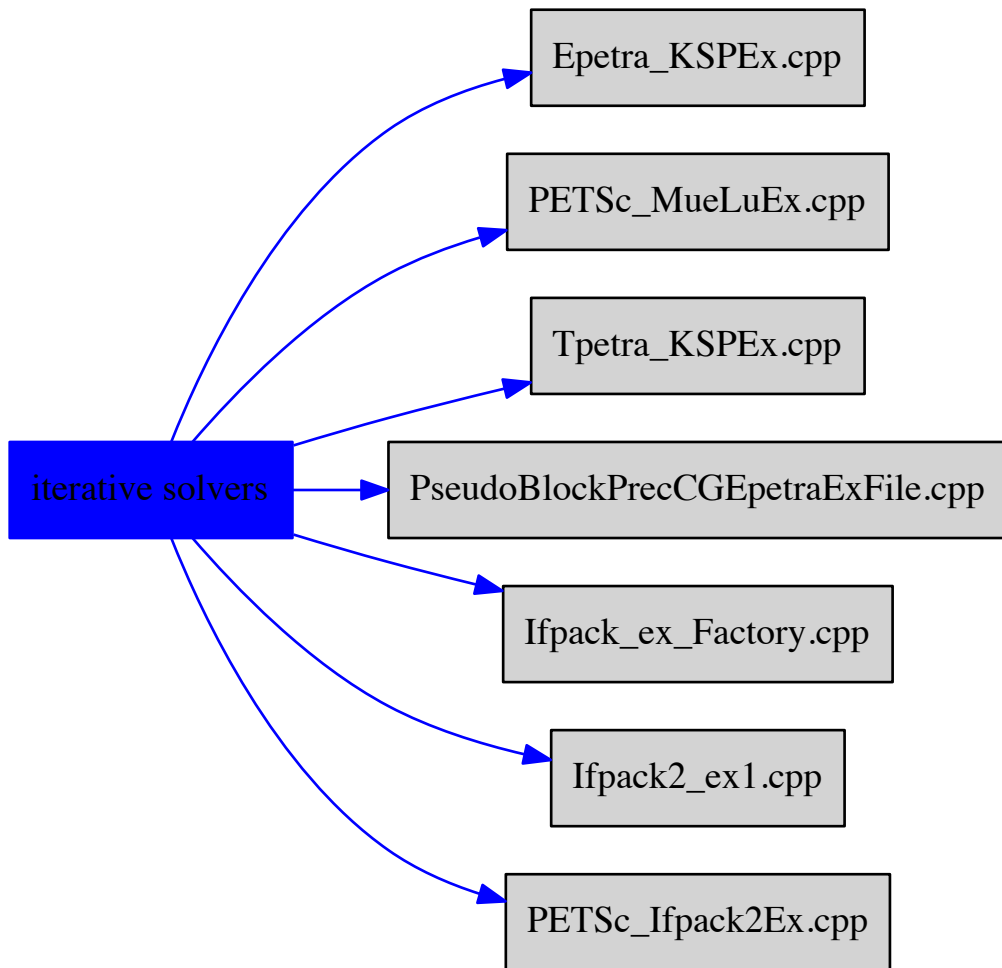 Epetra_KSPEx.cpp
PETSc_MueLuEx.cpp
Tpetra_KSPEx.cpp
iterative solvers
PseudoBlockPrecCGEpetraExFile.cpp
Ifpack_ex_Factory.cpp
Ifpack2_ex1.cpp
PETSc_Ifpack2Ex.cpp